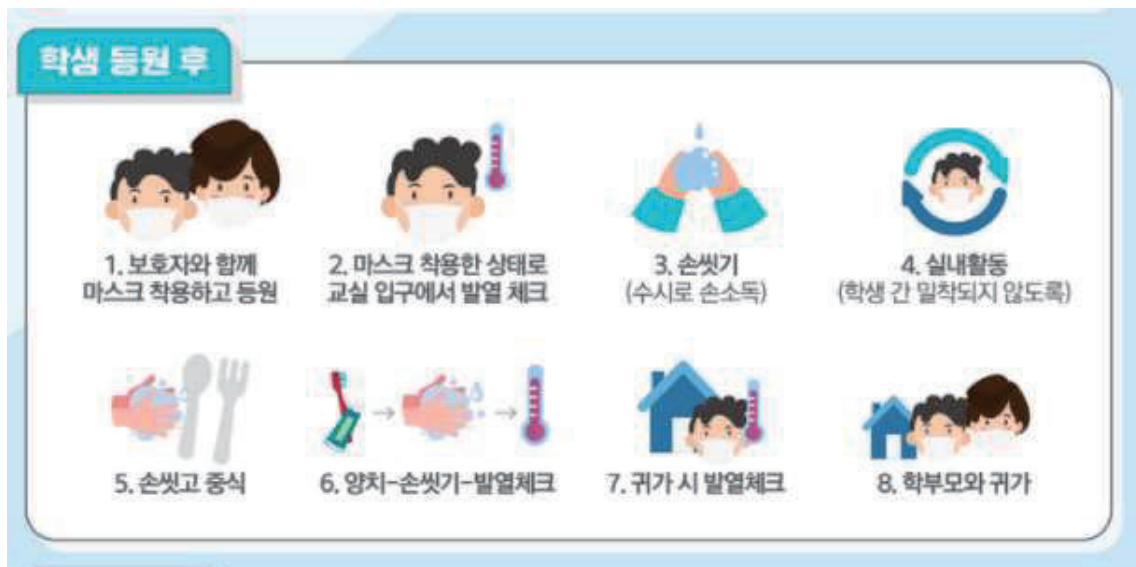 학생 등원 후
1. 보호자와 함께
마스크 착용하고 등원
2. 마스크 착용한 상태로
교실 입구에서 발열 체크
3. 손씻기
(수시로 손소독)
4. 실내활동
(학생 간 밀착되지 않도록)
5. 손씻고 중식
6. 양치-손씻기-발열체크
7. 귀가 시 발열체크
8. 학부모와 귀가